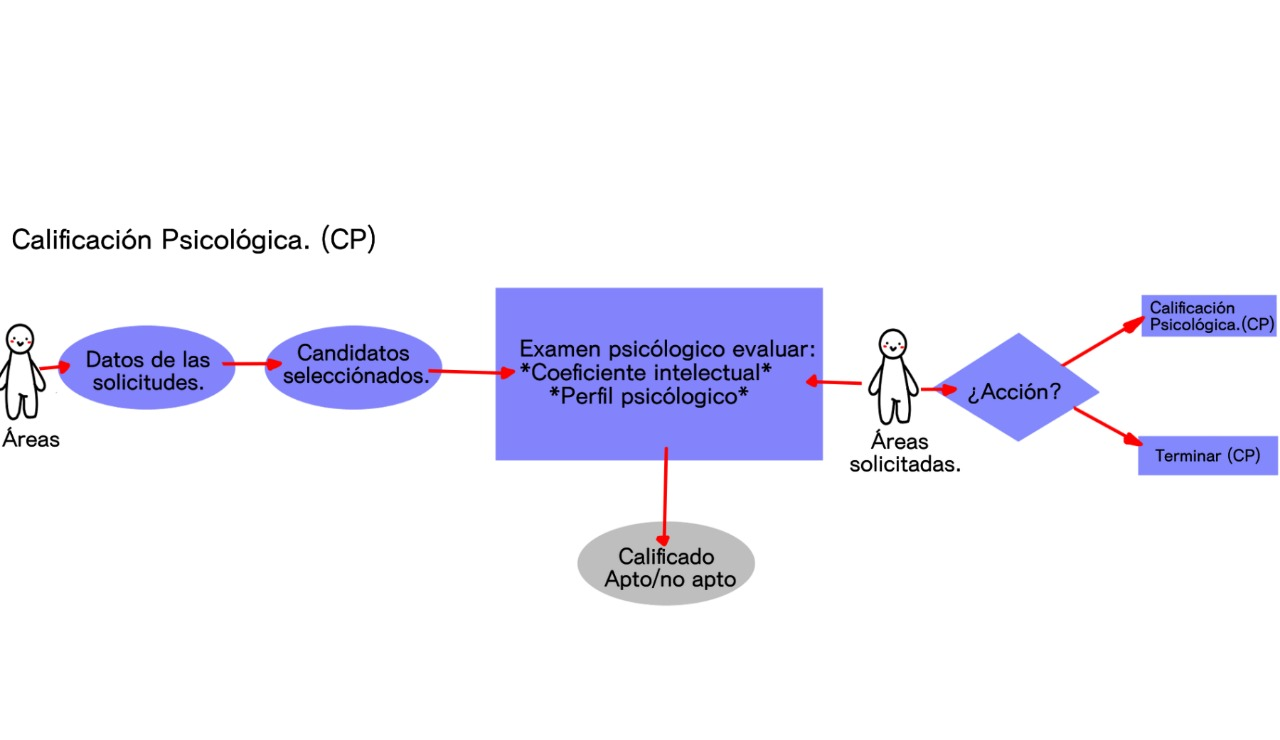 Calificación Psicológica. (CP)
Áreas
Datos de las
solicitudes.
Candidatos
selecciónados.
Examen psicólogico evaluar:
*Coeficiente intelectual*
*Perfil psicólogico*
Calificado
Apto/no apto
Áreas
solicitadas.
¿Acción?
Calificación
Psicológica.(CP)
Terminar (CP)